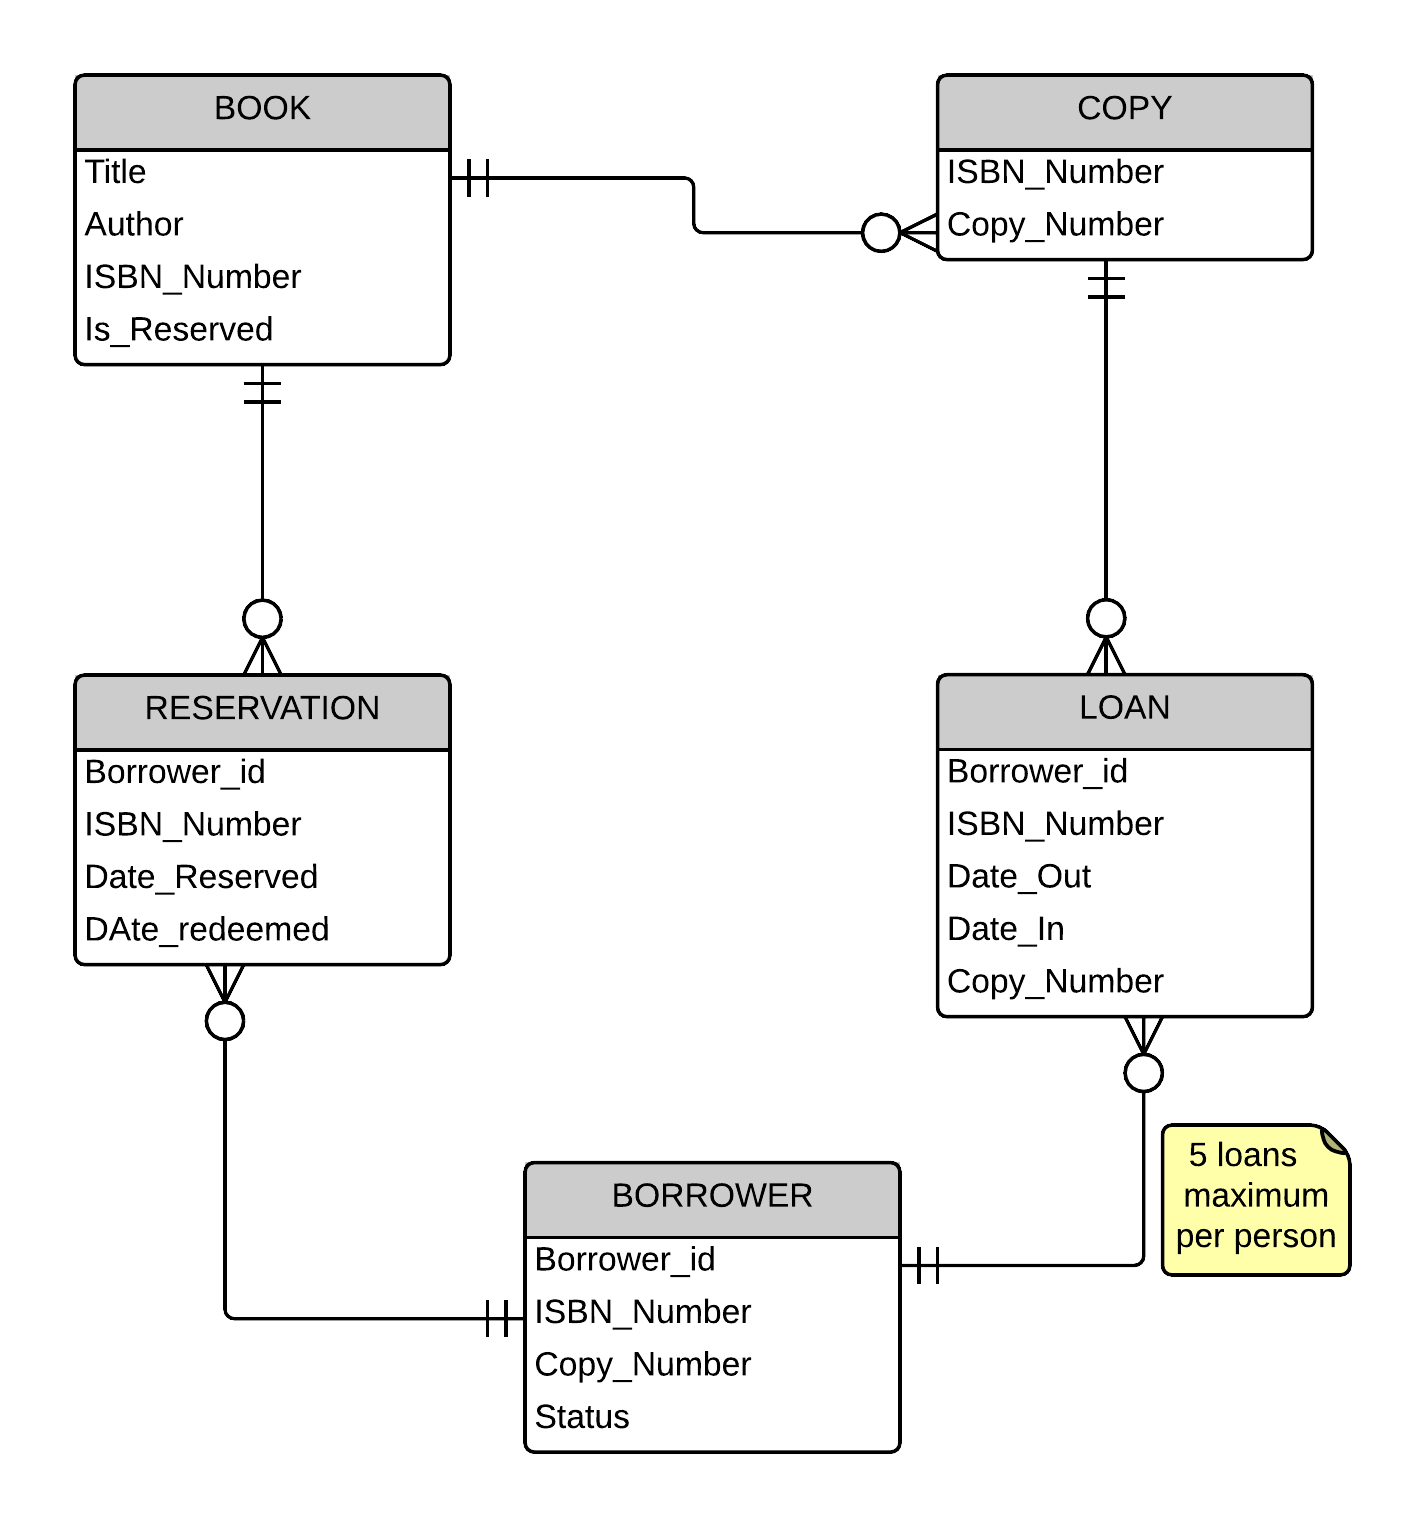 BOOK
Title
Author
ISBN_Number
Is_Reserved
COPY
ISBN_Number
Copy_Number
RESERVATION
Borrower_id
ISBN_Number
Date_Reserved
DAte_redeemed
LOAN
Borrower_id
ISBN_Number
Date_Out
Date_In
Copy_Number
BORROWER
Borrower_id
ISBN_Number
Copy_Number
Status
5 loans
maximum
per person